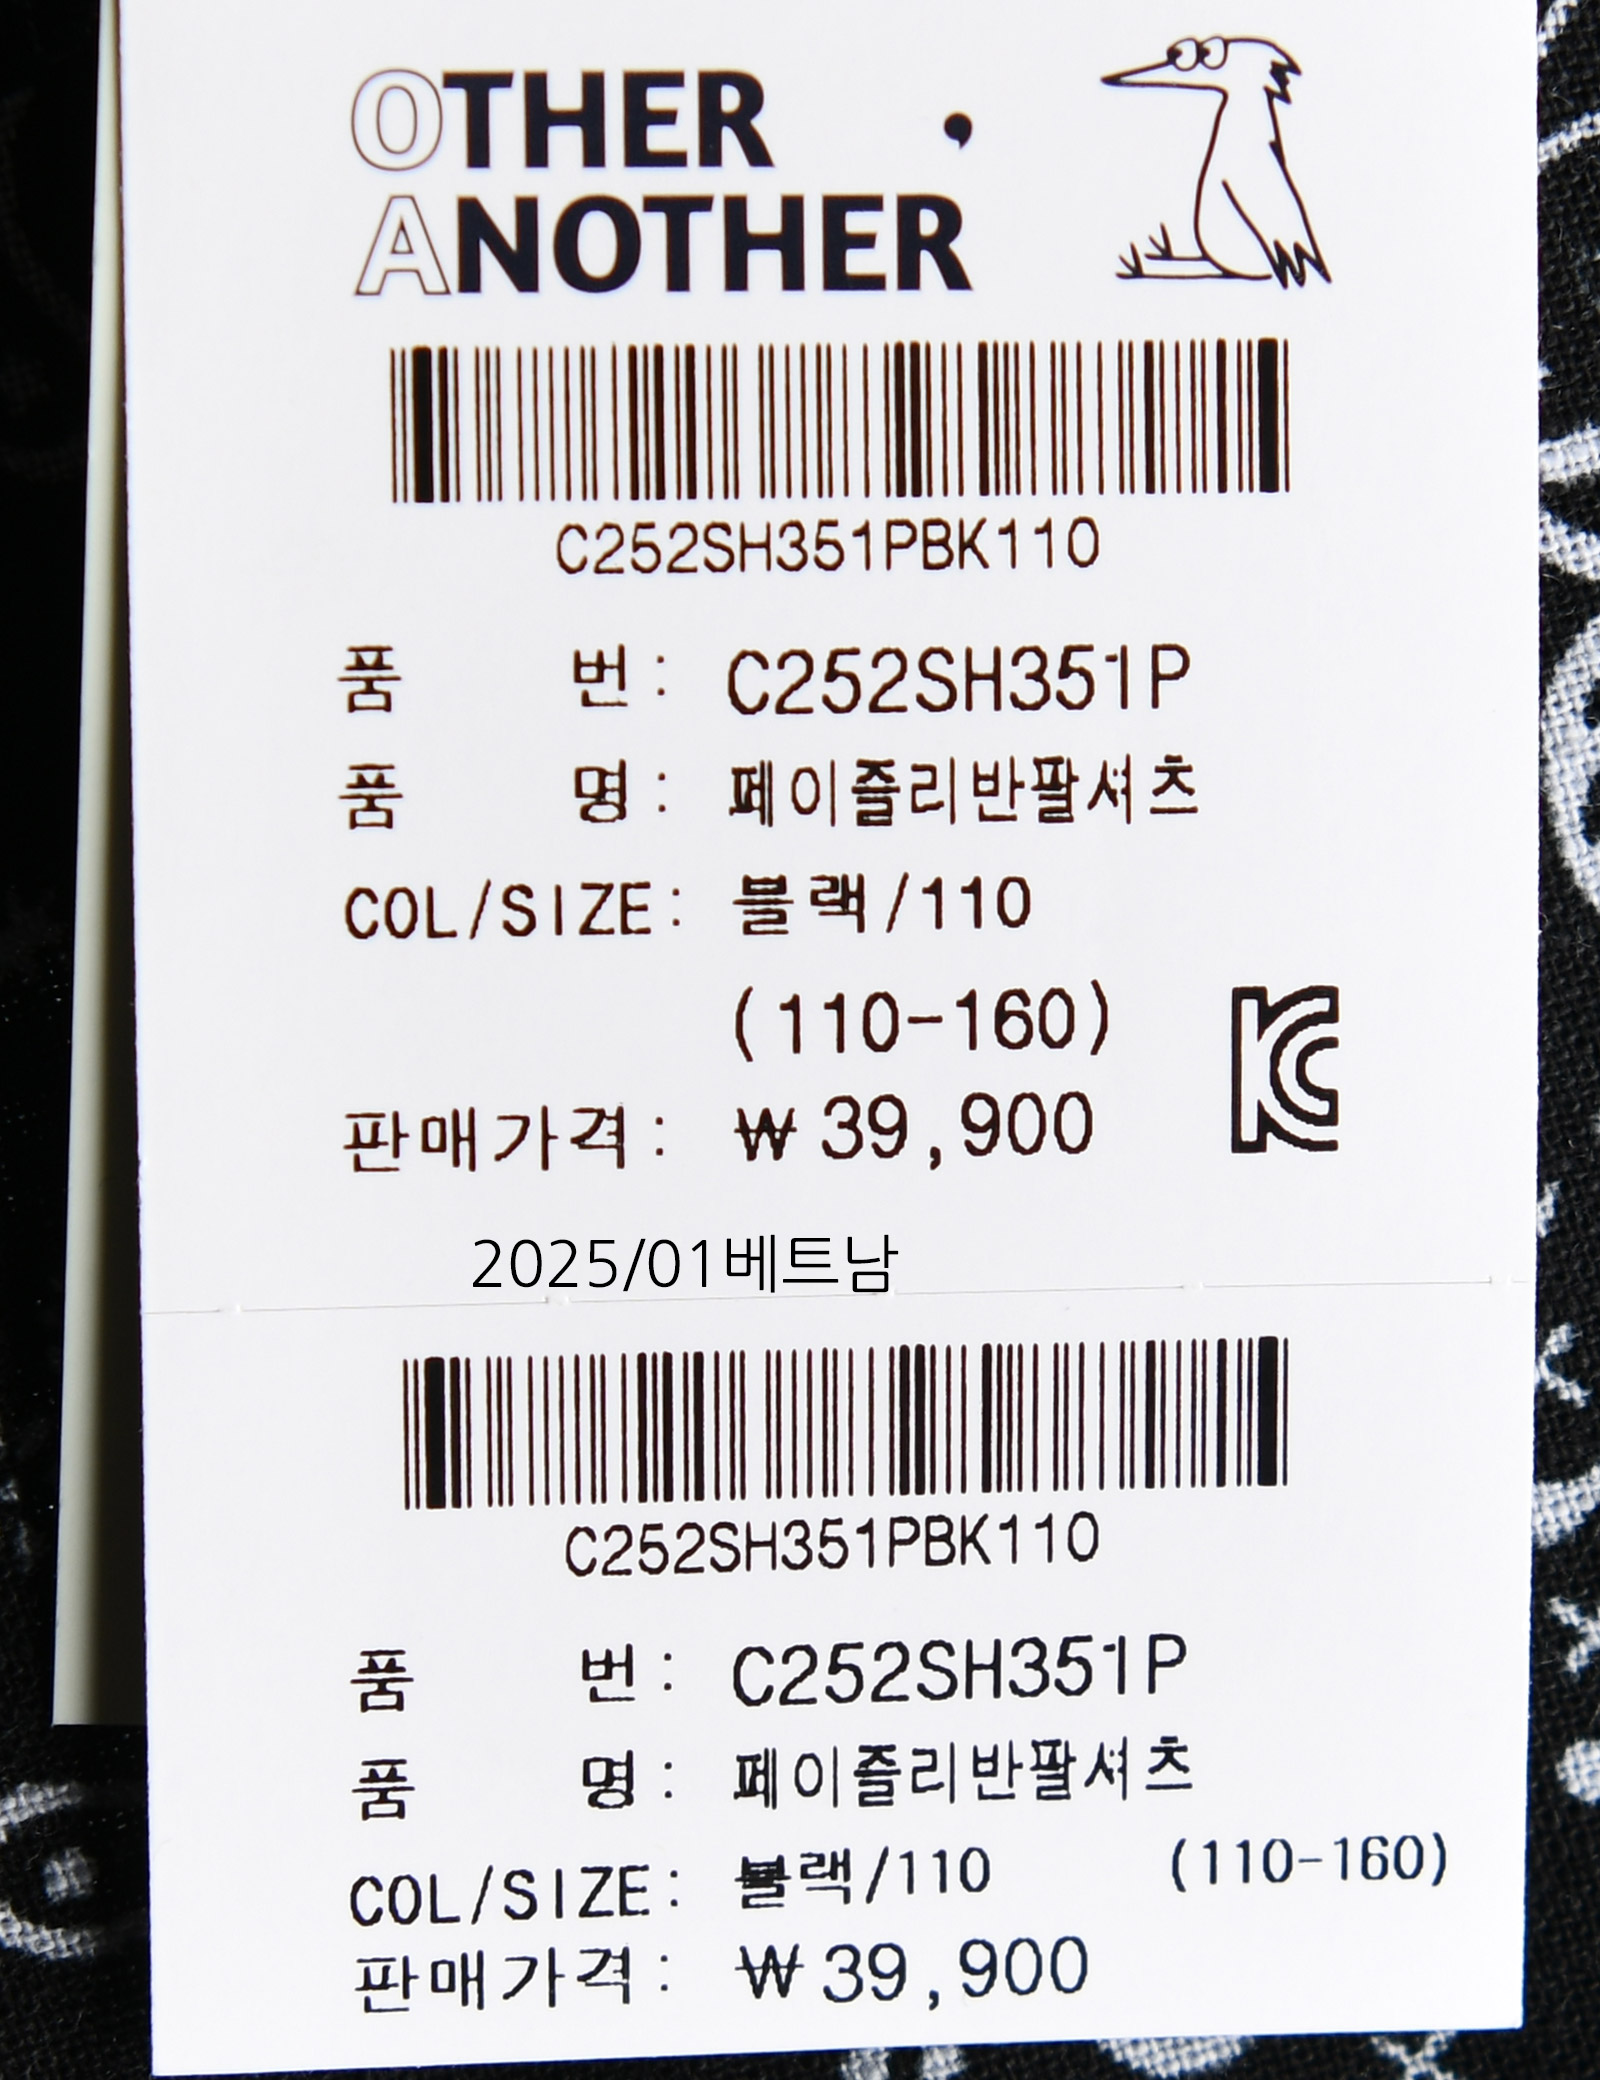 OTHER,
ANOTHER
C252SH351PBK110
품 번: C252SH351P
품 명: 페이즐리반팔셔츠
COL/SIZE: 블랙/110
(110-160)
판매가격: ₩39,900
2025/01베트남
C252SH351PBK110
품 번: C252SH351P
품 명: 페이즐리반팔셔츠
COL/SIZE: 블랙/110 (110-160)
판매가격: ₩39,900